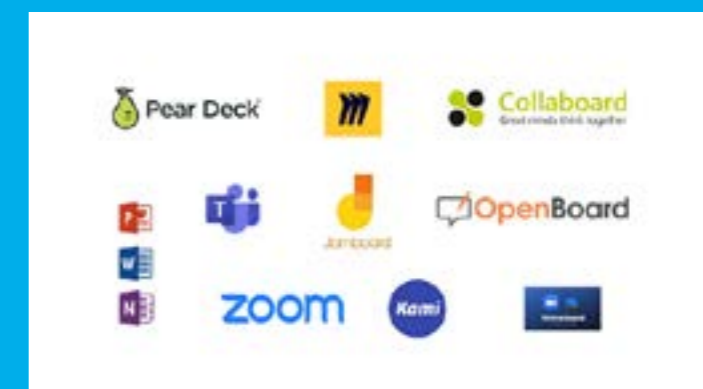 Pear Deck
Collaboard
Great minds think together
P
T
Jamboard
OpenBoard
W
N
zoom
Kami